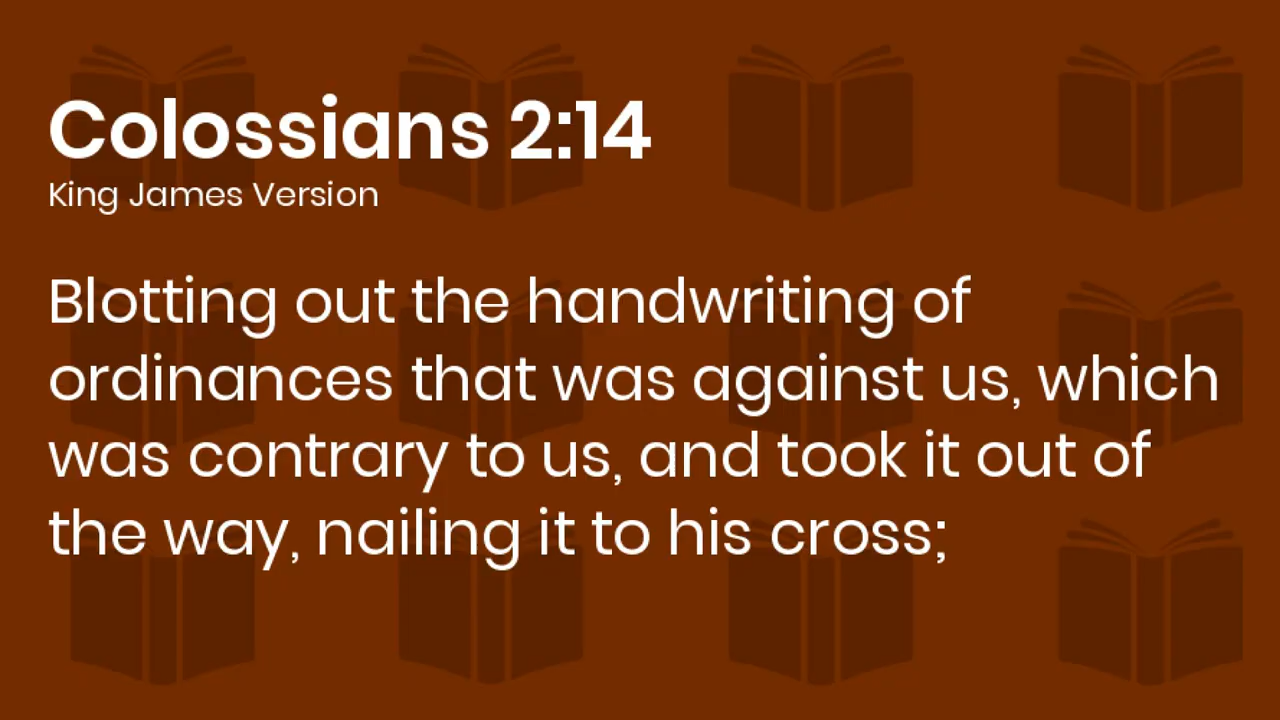 Colossians 2:14
King James Version
Blotting out the handwriting of
ordinances that was against us, which
was contrary to us, and took it out of
the way, nailing it to his cross;